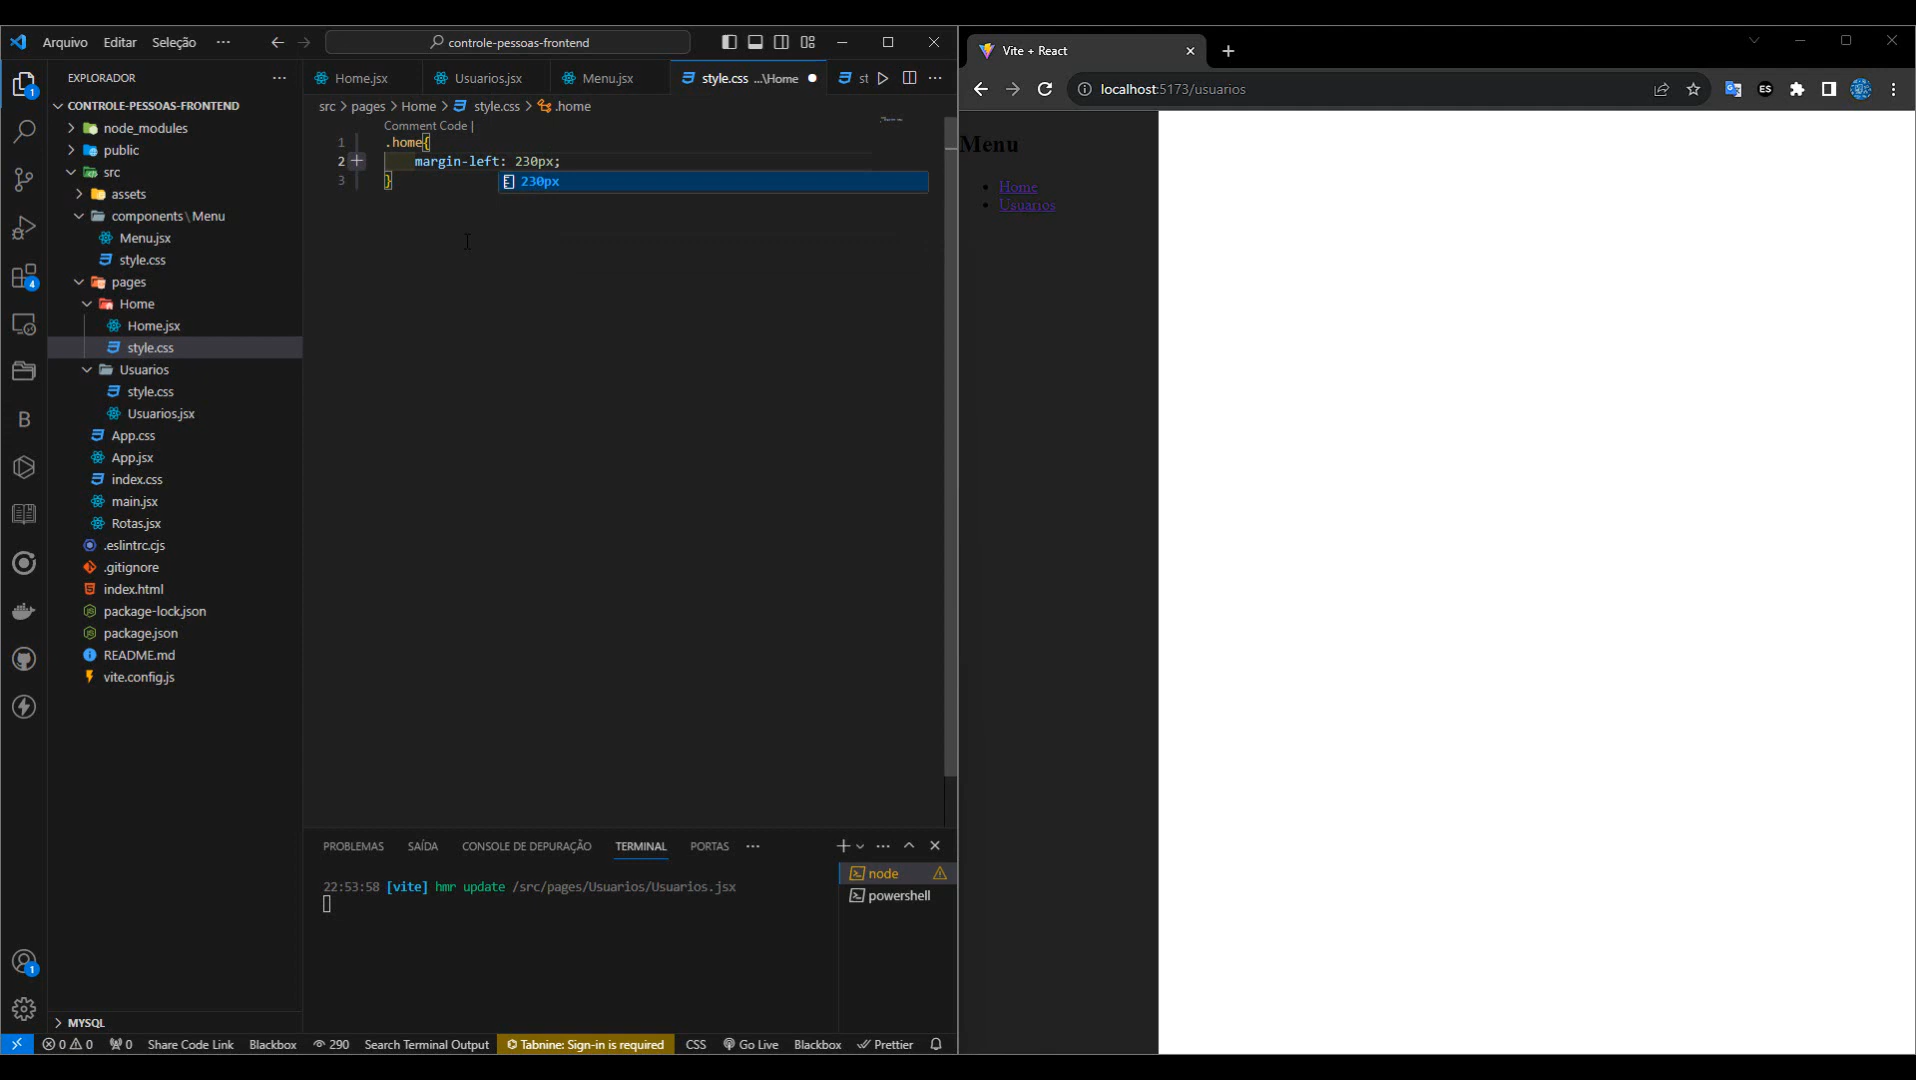 Arquivo Editar Seleção ··· controle-pessoas-frontend
EXPLORADOR ···
CONTROLE-PESSOAS-FRONTEND
node_modules
public
src
assets
components\Menu
Menu.jsx
style.css
pages
Home
Home.jsx
style.css
Usuarios
style.css
Usuarios.jsx
App.css
App.jsx
index.css
main.jsx
Rotas.jsx
.eslintrc.cjs
.gitignore
index.html
package-lock.json
package.json
README.md
vite.config.js
MYSQL
1
4
B
1
Home.jsx Usuarios.jsx Menu.jsx style.css ...\Home st ···
src > pages > Home > style.css > .home
Comment Code |
1 .home{
2 margin-left: 230px;
3 }
230px
PROBLEMAS SAÍDA CONSOLE DE DEPURAÇÃO TERMINAL PORTAS ···
22:53:58 [vite] hmr update /src/pages/Usuarios/Usuarios.jsx
node
powershell
0 0 0 Share Code Link Blackbox 290 Search Terminal Output Tabnine: Sign-in is required CSS Go Live Blackbox Prettier
Vite + React
localhost:5173/usuarios
ES
Menu
Home
Usuarios